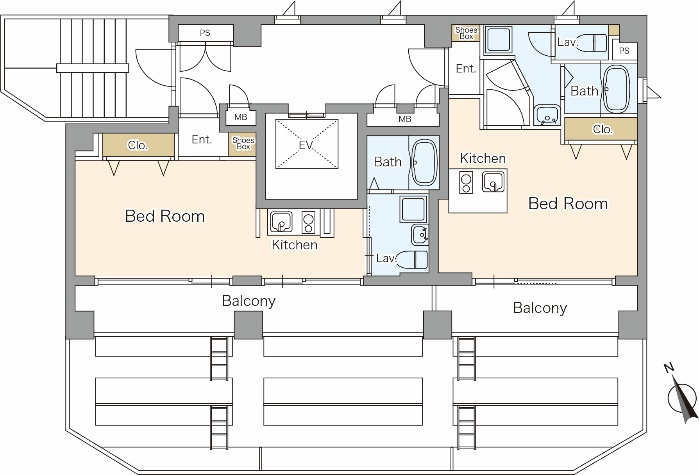 PS
Shoes
Box
Lav.
PS
Ent.
Bath
MB
MB
Clo.
Ent.
Shoes
Box
EV
Clo.
Bath
Kitchen
Bed Room
Bed Room
Kitchen
Lav.
Balcony
Balcony
N